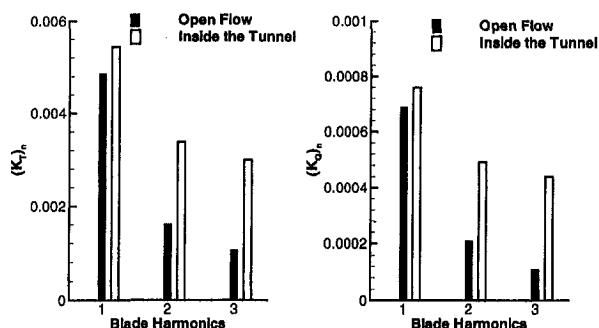 Open Flow
Inside the Tunnel
0.006
0.004
0.002
0
(K_T)_n
1 2 3
Blade Harmonics
Open Flow
Inside the Tunnel
0.001
0.0008
0.0006
0.0004
0.0002
0
(K_Q)_n
1 2 3
Blade Harmonics